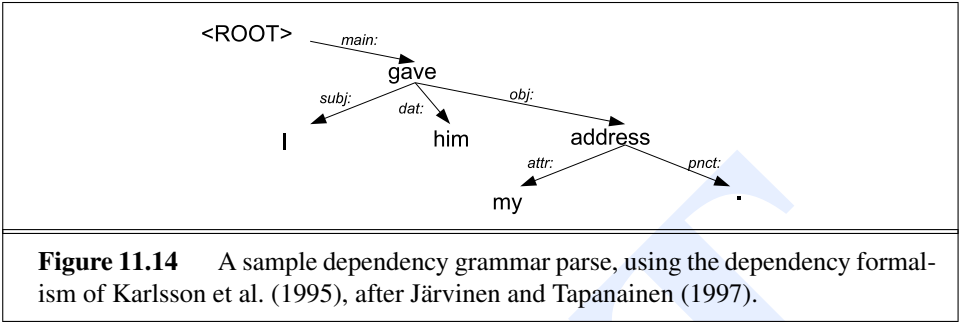 <ROOT>
main:
gave
subj:
dat:
obj:
I
him
address
attr:
pnct:
my
.
Figure 11.14 A sample dependency grammar parse, using the dependency formal-
ism of Karlsson et al. (1995), after Järvinen and Tapanainen (1997).